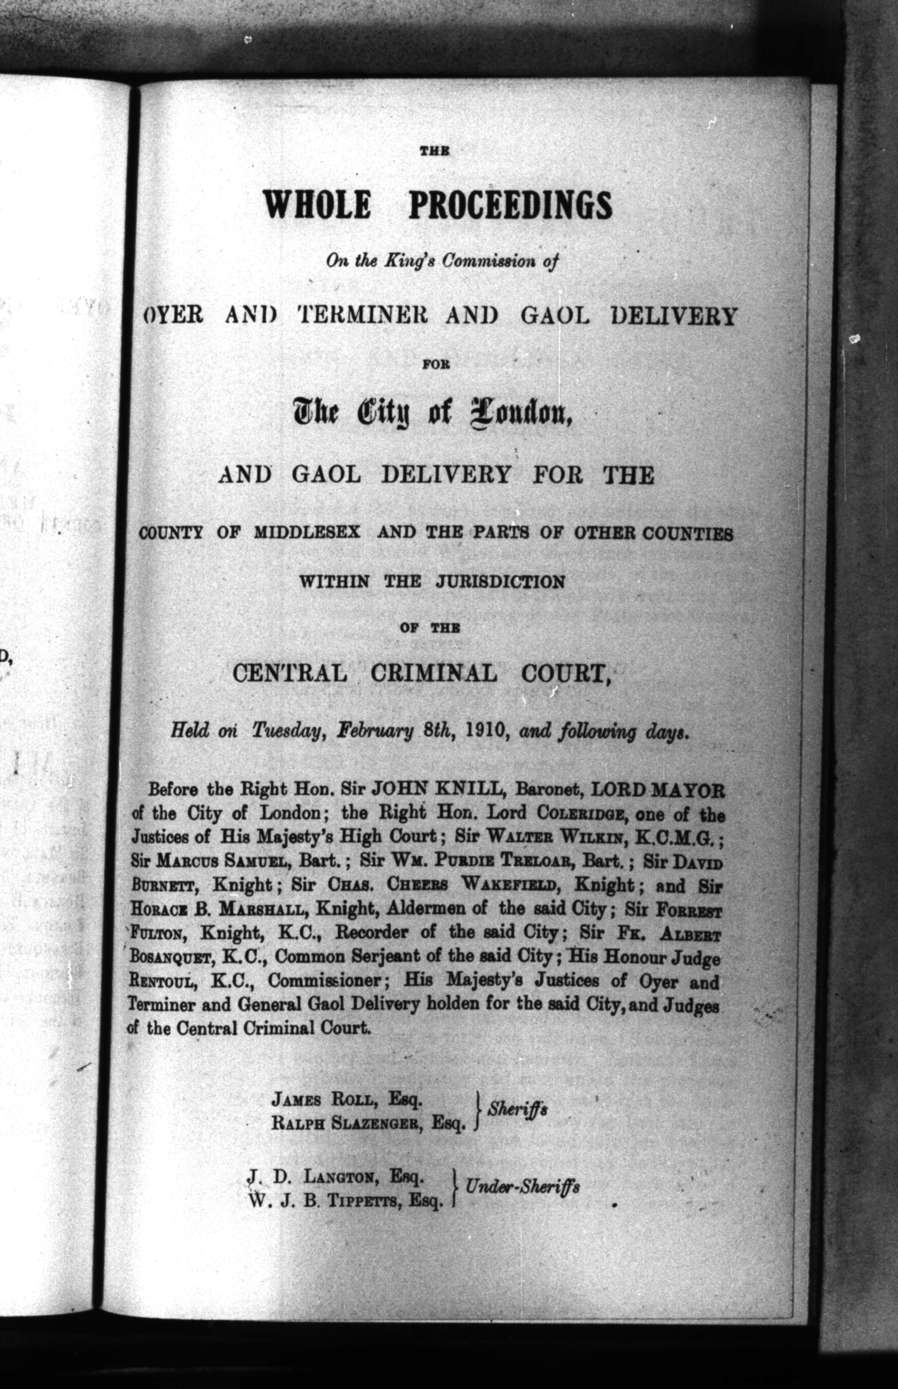 THE
WHOLE PROCEEDINGS
On the King's Commission of
OYER AND TERMINER AND GAOL DELIVERY
FOR
The City of London,
AND GAOL DELIVERY FOR THE
COUNTY OF MIDDLESEX AND THE PARTS OF OTHER COUNTIES
WITHIN THE JURISDICTION
OF THE
CENTRAL CRIMINAL COURT,
Held on Tuesday, February 8th, 1910, and following days.
Before the Right Hon. Sir JOHN KNILL, Baronet, LORD MAYOR
of the City of London; the Right Hon. Lord COLERIDGE, one of the
Justices of His Majesty's High Court; Sir WALTER WILKIN, K.C.M.G.;
Sir MARCUS SAMUEL, Bart.; Sir WM. PURDIE TRELOAR, Bart.; Sir DAVID
BURNETT, Knight; Sir CHAS. CHEERS WAKEFIELD, Knight; and Sir
HORACE B. MARSHALL, Knight, Aldermen of the said City; Sir FORREST
FULTON, Knight, K.C., Recorder of the said City; Sir FK. ALBERT
BOSANQUET, K.C., Common Serjeant of the said City; His Honour Judge
RENTOUL, K.C., Commissioner; His Majesty's Justices of Oyer and
Terminer and General Gaol Delivery holden for the said City, and Judges
of the Central Criminal Court.
JAMES ROLL, Esq.
RALPH SLAZENGER, Esq. } Sheriffs
J. D. LANGTON, Esq.
W. J. B. TIPPETTS, Esq. } Under-Sheriffs
D,